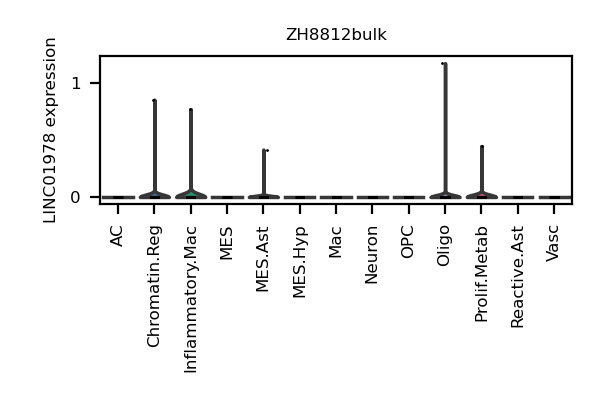 ZH8812bulk
LINC01978 expression
1
0
AC
Chromatin.Reg
Inflammatory.Mac
MES
MES.Ast
MES.Hyp
Mac
Neuron
OPC
Oligo
Prolif.Metab
Reactive.Ast
Vasc